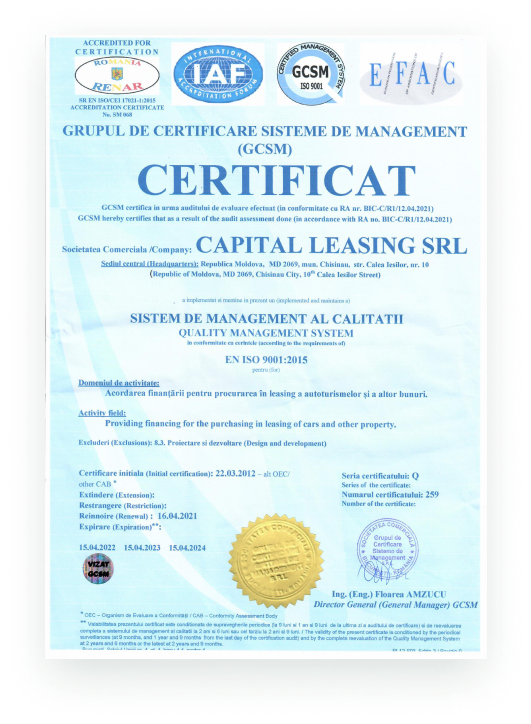 ACCREDITED FOR
CERTIFICATION
ROMANIA
RENAR
SR EN ISO/CEI 17021-1:2015
ACCREDITATION CERTIFICATE
No. SM 068
INTERNATIONAL
IAF
ACCREDITATION FORUM
CERTIFIED MANAGEMENT SYSTEM
GCSM
ISO 9001
E F A C
GRUPUL DE CERTIFICARE SISTEME DE MANAGEMENT
(GCSM)
CERTIFICAT
GCSM certifica in urma auditului de evaluare efectuat (in conformitate cu RA nr. BIC-C/R1/12.04.2021)
GCSM hereby certifies that as a result of the audit assessment done (in accordance with RA no. BIC-C/R1/12.04.2021)
Societatea Comerciala /Company: CAPITAL LEASING SRL
Sediul central (Headquarters): Republica Moldova, MD 2069, mun. Chisinau, str. Calea Iesilor, nr. 10
(Republic of Moldova, MD 2069, Chisinau City, 10th Calea Iesilor Street)
a implementat si mentine in prezent un (implemented and maintains a)
SISTEM DE MANAGEMENT AL CALITATII
QUALITY MANAGEMENT SYSTEM
in conformitate cu cerintele (according to the requirements of)
EN ISO 9001:2015
pentru (for)
Domeniul de activitate:
Acordarea finanțării pentru procurarea în leasing a autoturismelor și a altor bunuri.
Activity field:
Providing financing for the purchasing in leasing of cars and other property.
Excluderi (Exclusions): 8.3. Proiectare si dezvoltare (Design and development)
Certificare initiala (Initial certification): 22.03.2012 – alt OEC/
other CAB *
Extindere (Extension):
Restrangere (Restriction):
Reinnoire (Renewal) : 16.04.2021
Expirare (Expiration)**:
15.04.2022 15.04.2023 15.04.2024
VIZAT
GCSM
Seria certificatului: Q
Series of the certificate:
Numarul certificatului: 259
Number of the certificate:
SOCIETATEA COMERCIALA
Grupul de
Certificare
Sisteme de
Management
Ing. (Eng.) Floarea AMZUCU
Director General (General Manager) GCSM
* OEC – Organism de Evaluare a Conformității / CAB – Conformity Assessment Body
** Valabilitatea prezentului certificat este conditionata de supravegherile periodice (la 9 luni si 1 an si 9 luni de la ultima zi a auditului de certificare) si de reevaluarea
completa a sistemului de management al calitatii la 2 ani si 6 luni sau cel tarziu la 2 ani si 9 luni. / The validity of the present certificate is conditioned by the periodical
surveillances (at 9 months, and 1 year and 9 months from the last day of the certification audit) and by the complete reevaluation of the Quality Management System
at 2 years and 6 months or the latest at 2 years and 9 months.